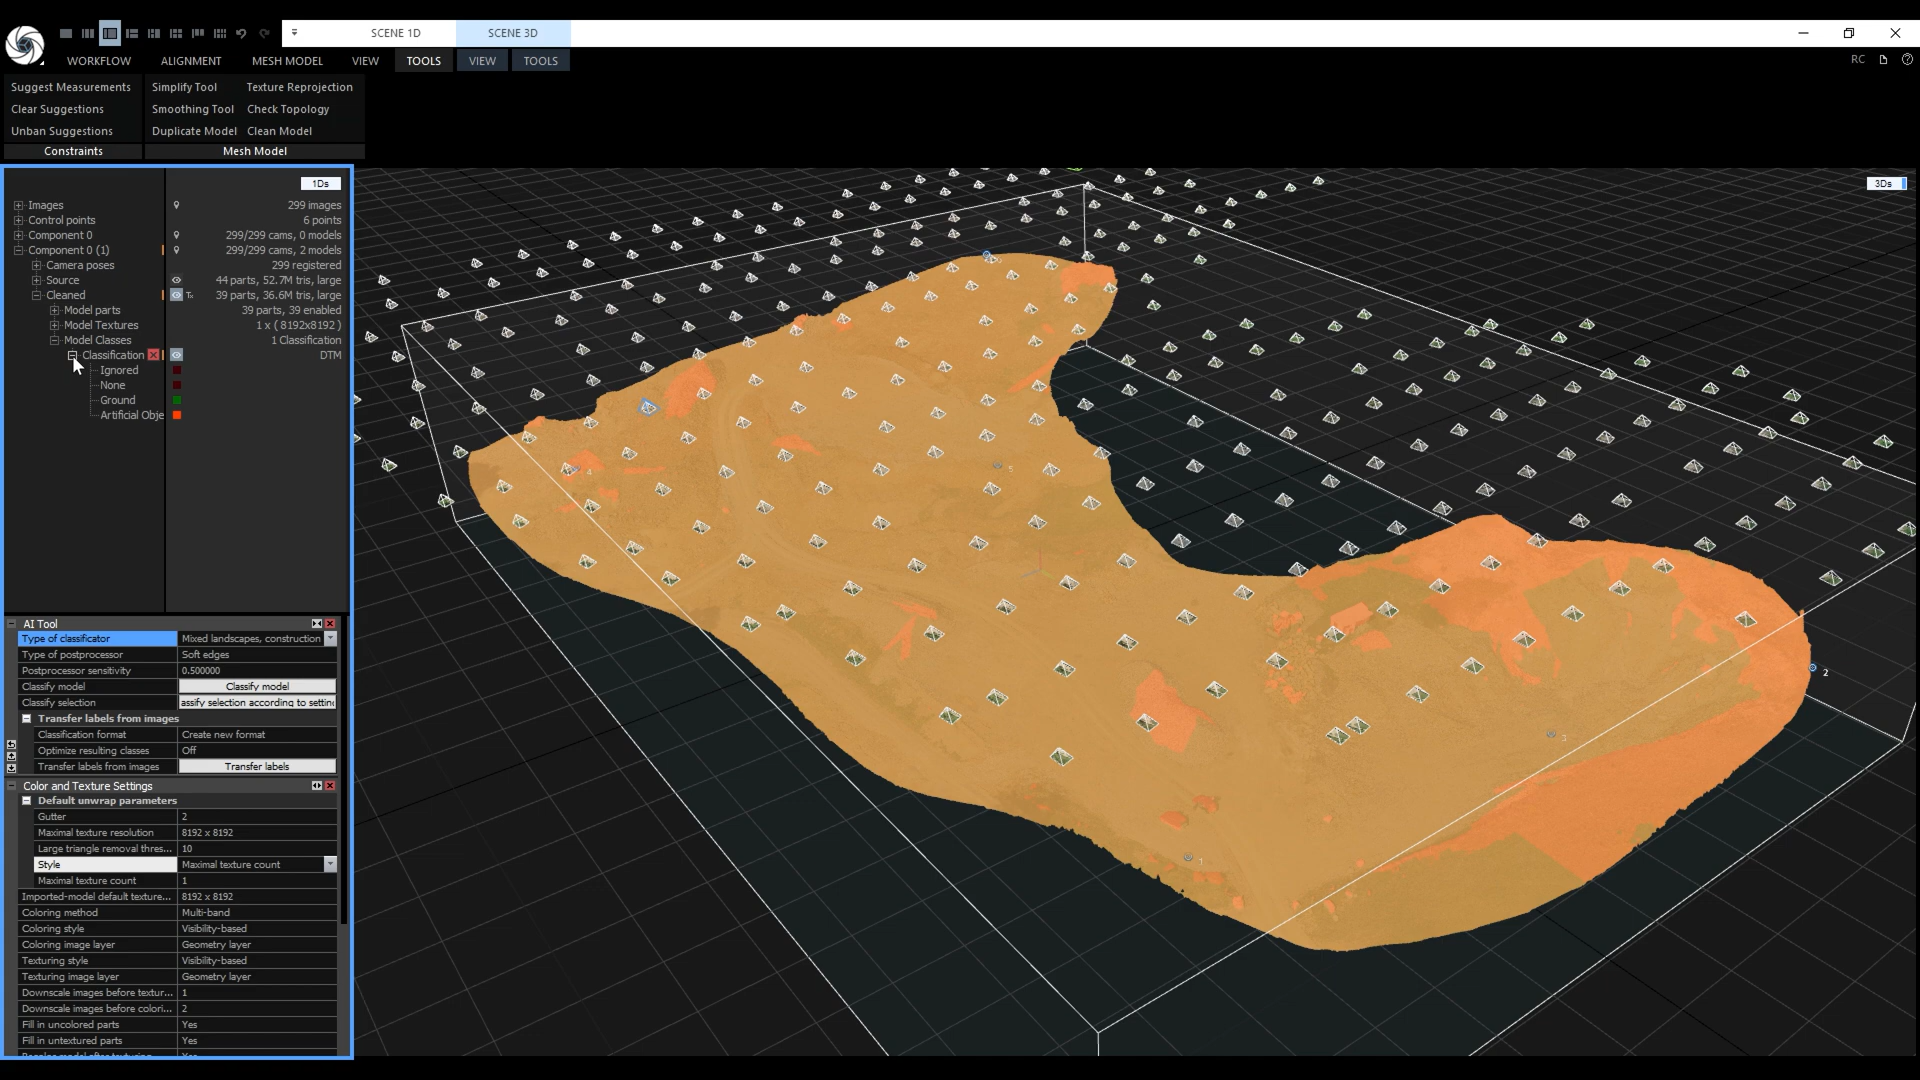 SCENE 1D
SCENE 3D
WORKFLOW
ALIGNMENT
MESH MODEL
VIEW
TOOLS
VIEW
TOOLS
RC
Suggest Measurements
Simplify Tool
Texture Reprojection
Clear Suggestions
Smoothing Tool
Check Topology
Unban Suggestions
Duplicate Model
Clean Model
Constraints
Mesh Model
1Ds
3Ds
Images 299 images
Control points 6 points
Component 0 299/299 cams, 0 models
Component 0 (1) 299/299 cams, 2 models
Camera poses 299 registered
Source 44 parts, 52.7M tris, large
Cleaned Tx 39 parts, 36.6M tris, large
Model parts 39 parts, 39 enabled
Model Textures 1 x ( 8192x8192 )
Model Classes 1 Classification
Classification DTM
Ignored
None
Ground
Artificial Obje
AI Tool
Type of classificator Mixed landscapes, construction
Type of postprocessor Soft edges
Postprocessor sensitivity 0.500000
Classify model Classify model
Classify selection assify selection according to settin
Transfer labels from images
Classification format Create new format
Optimize resulting classes Off
Transfer labels from images Transfer labels
Color and Texture Settings
Default unwrap parameters
Gutter 2
Maximal texture resolution 8192 x 8192
Large triangle removal thres... 10
Style Maximal texture count
Maximal texture count 1
Imported-model default texture... 8192 x 8192
Coloring method Multi-band
Coloring style Visibility-based
Coloring image layer Geometry layer
Texturing style Visibility-based
Texturing image layer Geometry layer
Downscale images before textur... 1
Downscale images before colori... 2
Fill in uncolored parts Yes
Fill in untextured parts Yes
4
5
2
3
1